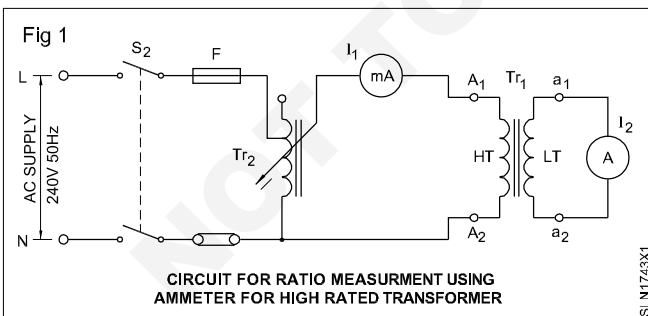 Fig 1
S2
F
I1
mA
A1
Tr1
a1
L
I2
AC SUPPLY
240V 50Hz
Tr2
HT
LT
A
N
A2
a2
CIRCUIT FOR RATIO MEASURMENT USING
AMMETER FOR HIGH RATED TRANSFORMER
SLN1743X1